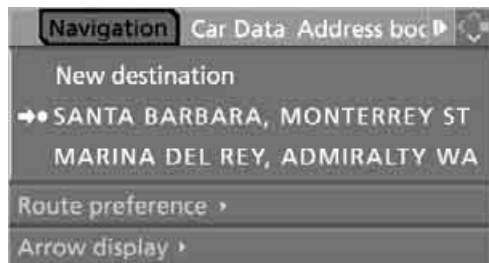 Navigation Car Data Address boc
New destination
SANTA BARBARA, MONTERREY ST
MARINA DEL REY, ADMIRALTY WA
Route preference
Arrow display